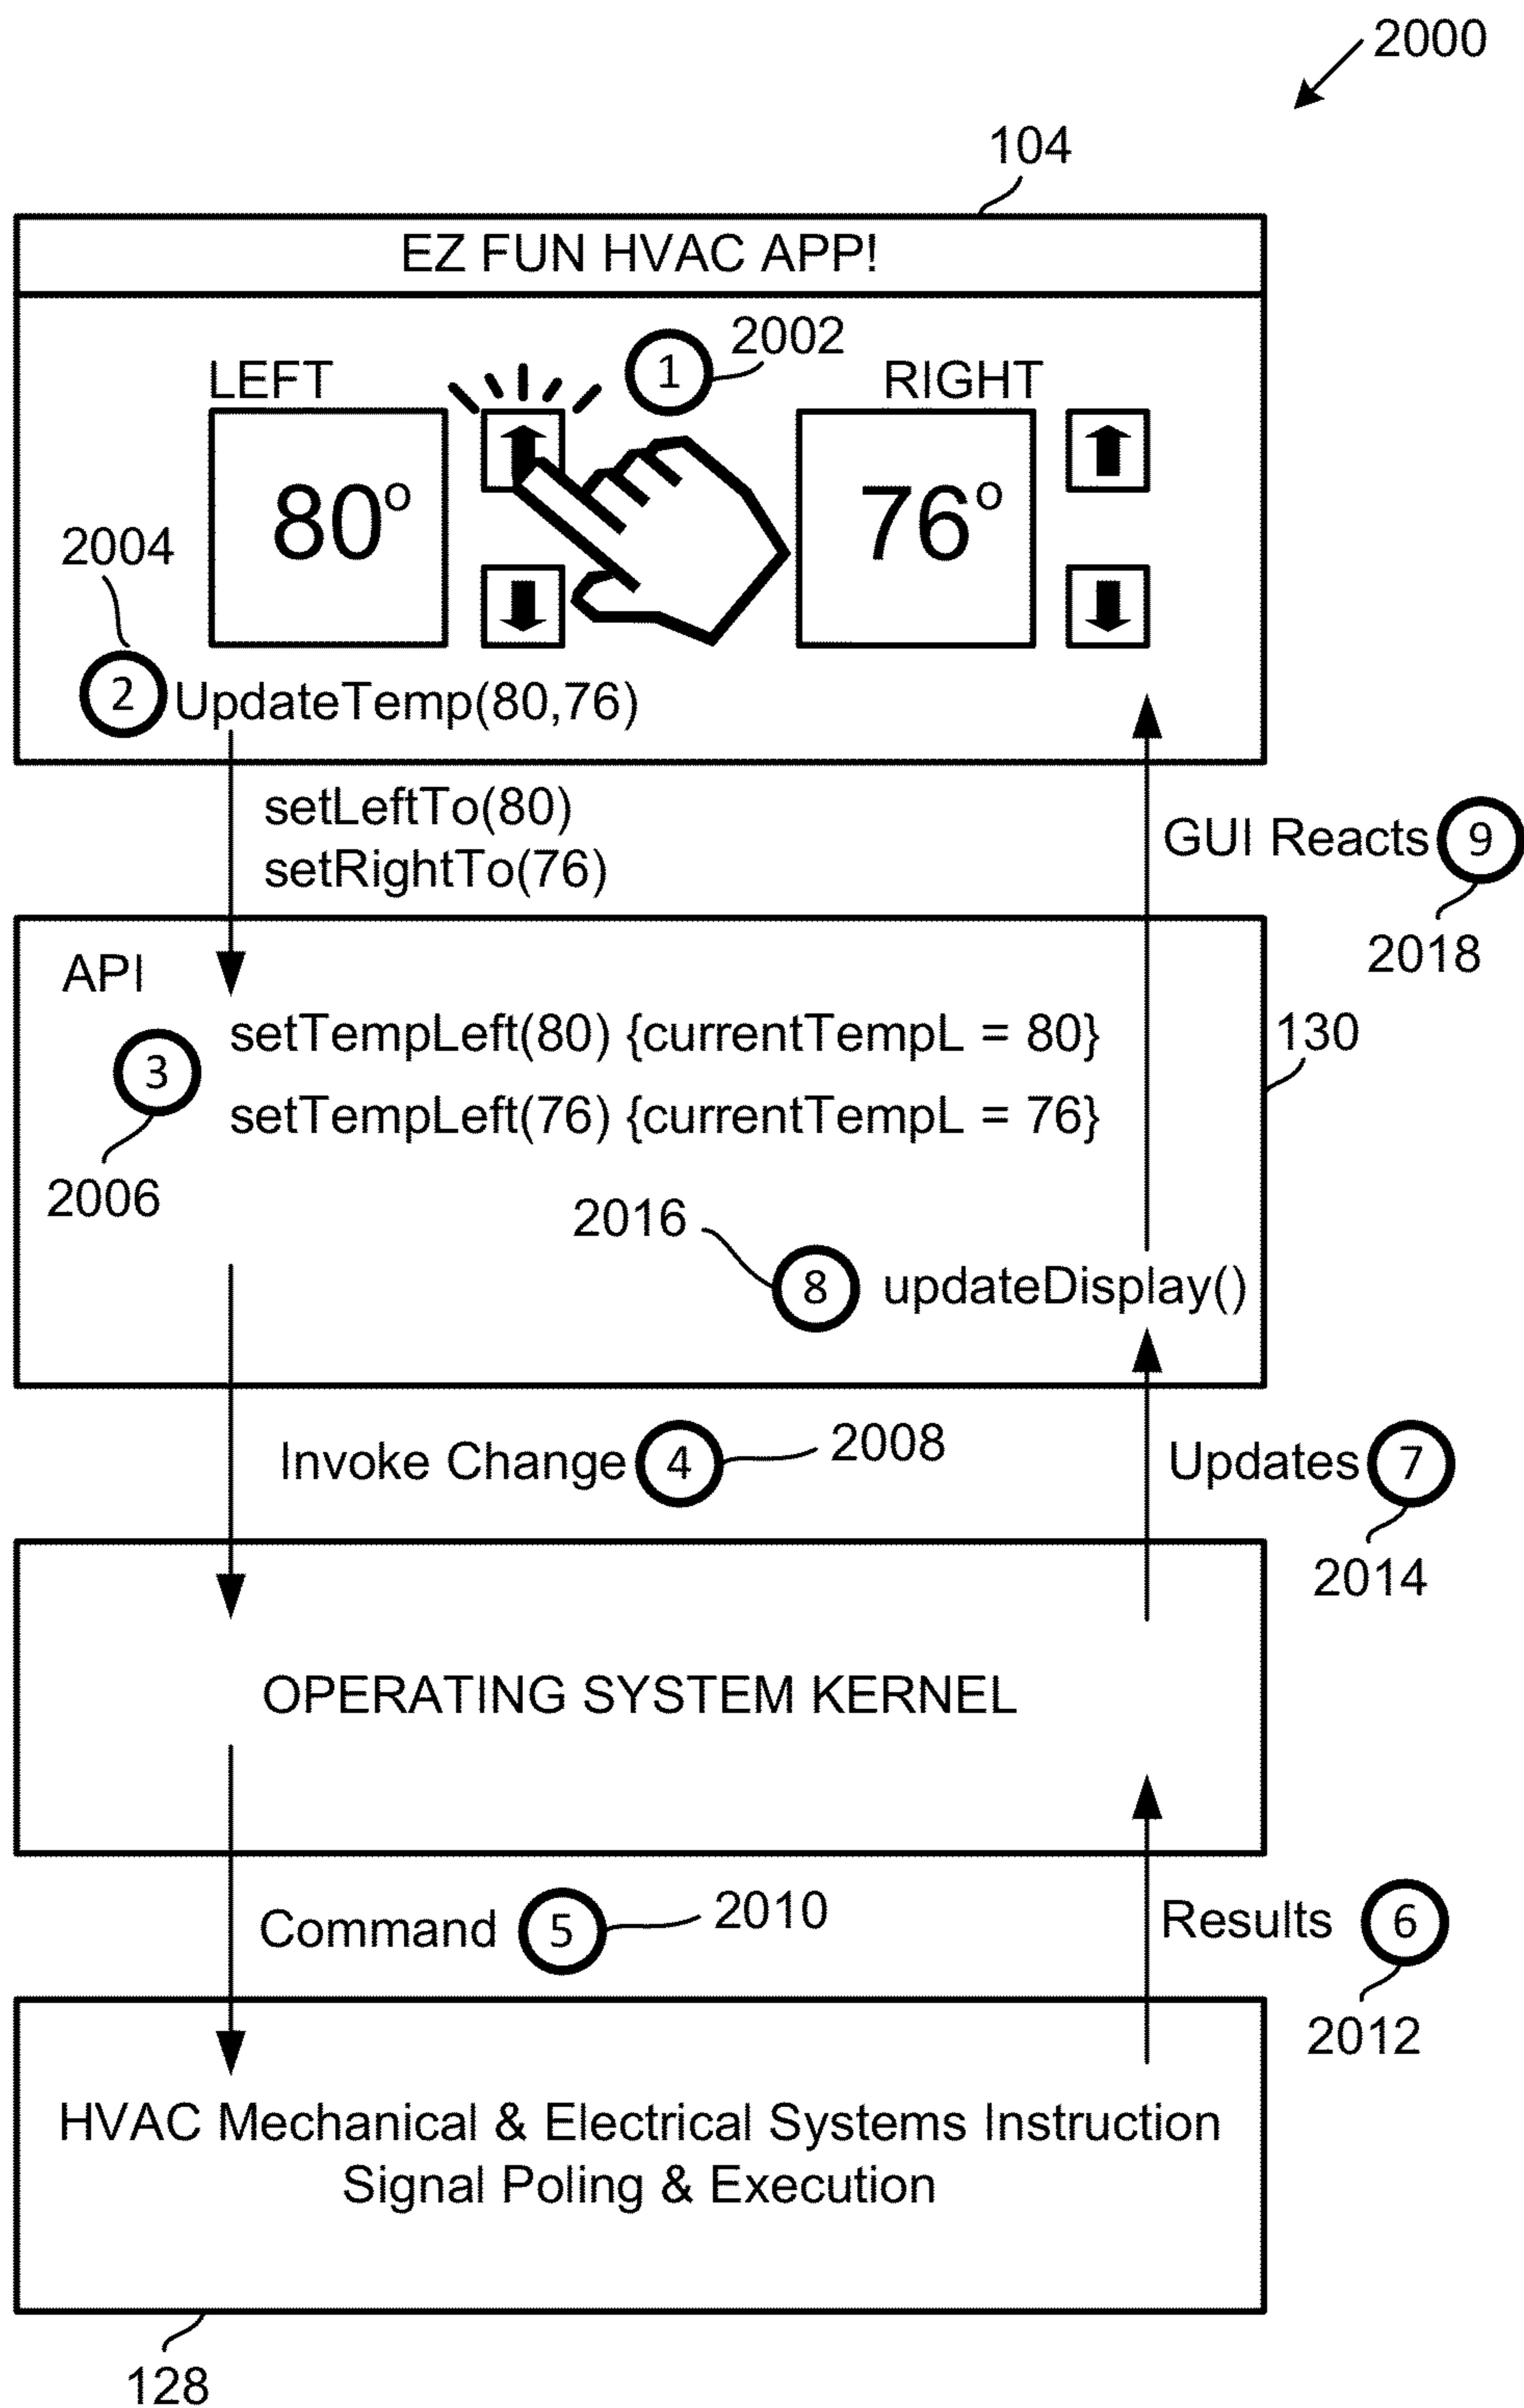 2000
104
EZ FUN HVAC APP!
1 2002
LEFT
RIGHT
80°
76°
2004
2 UpdateTemp(80,76)
setLeftTo(80)
setRightTo(76)
GUI Reacts 9
2018
API
130
3
setTempLeft(80) {currentTempL = 80}
setTempLeft(76) {currentTempL = 76}
2006
2016
8 updateDisplay()
Invoke Change 4 2008
Updates 7
2014
OPERATING SYSTEM KERNEL
Command 5 2010
Results 6
2012
HVAC Mechanical & Electrical Systems Instruction
Signal Poling & Execution
128